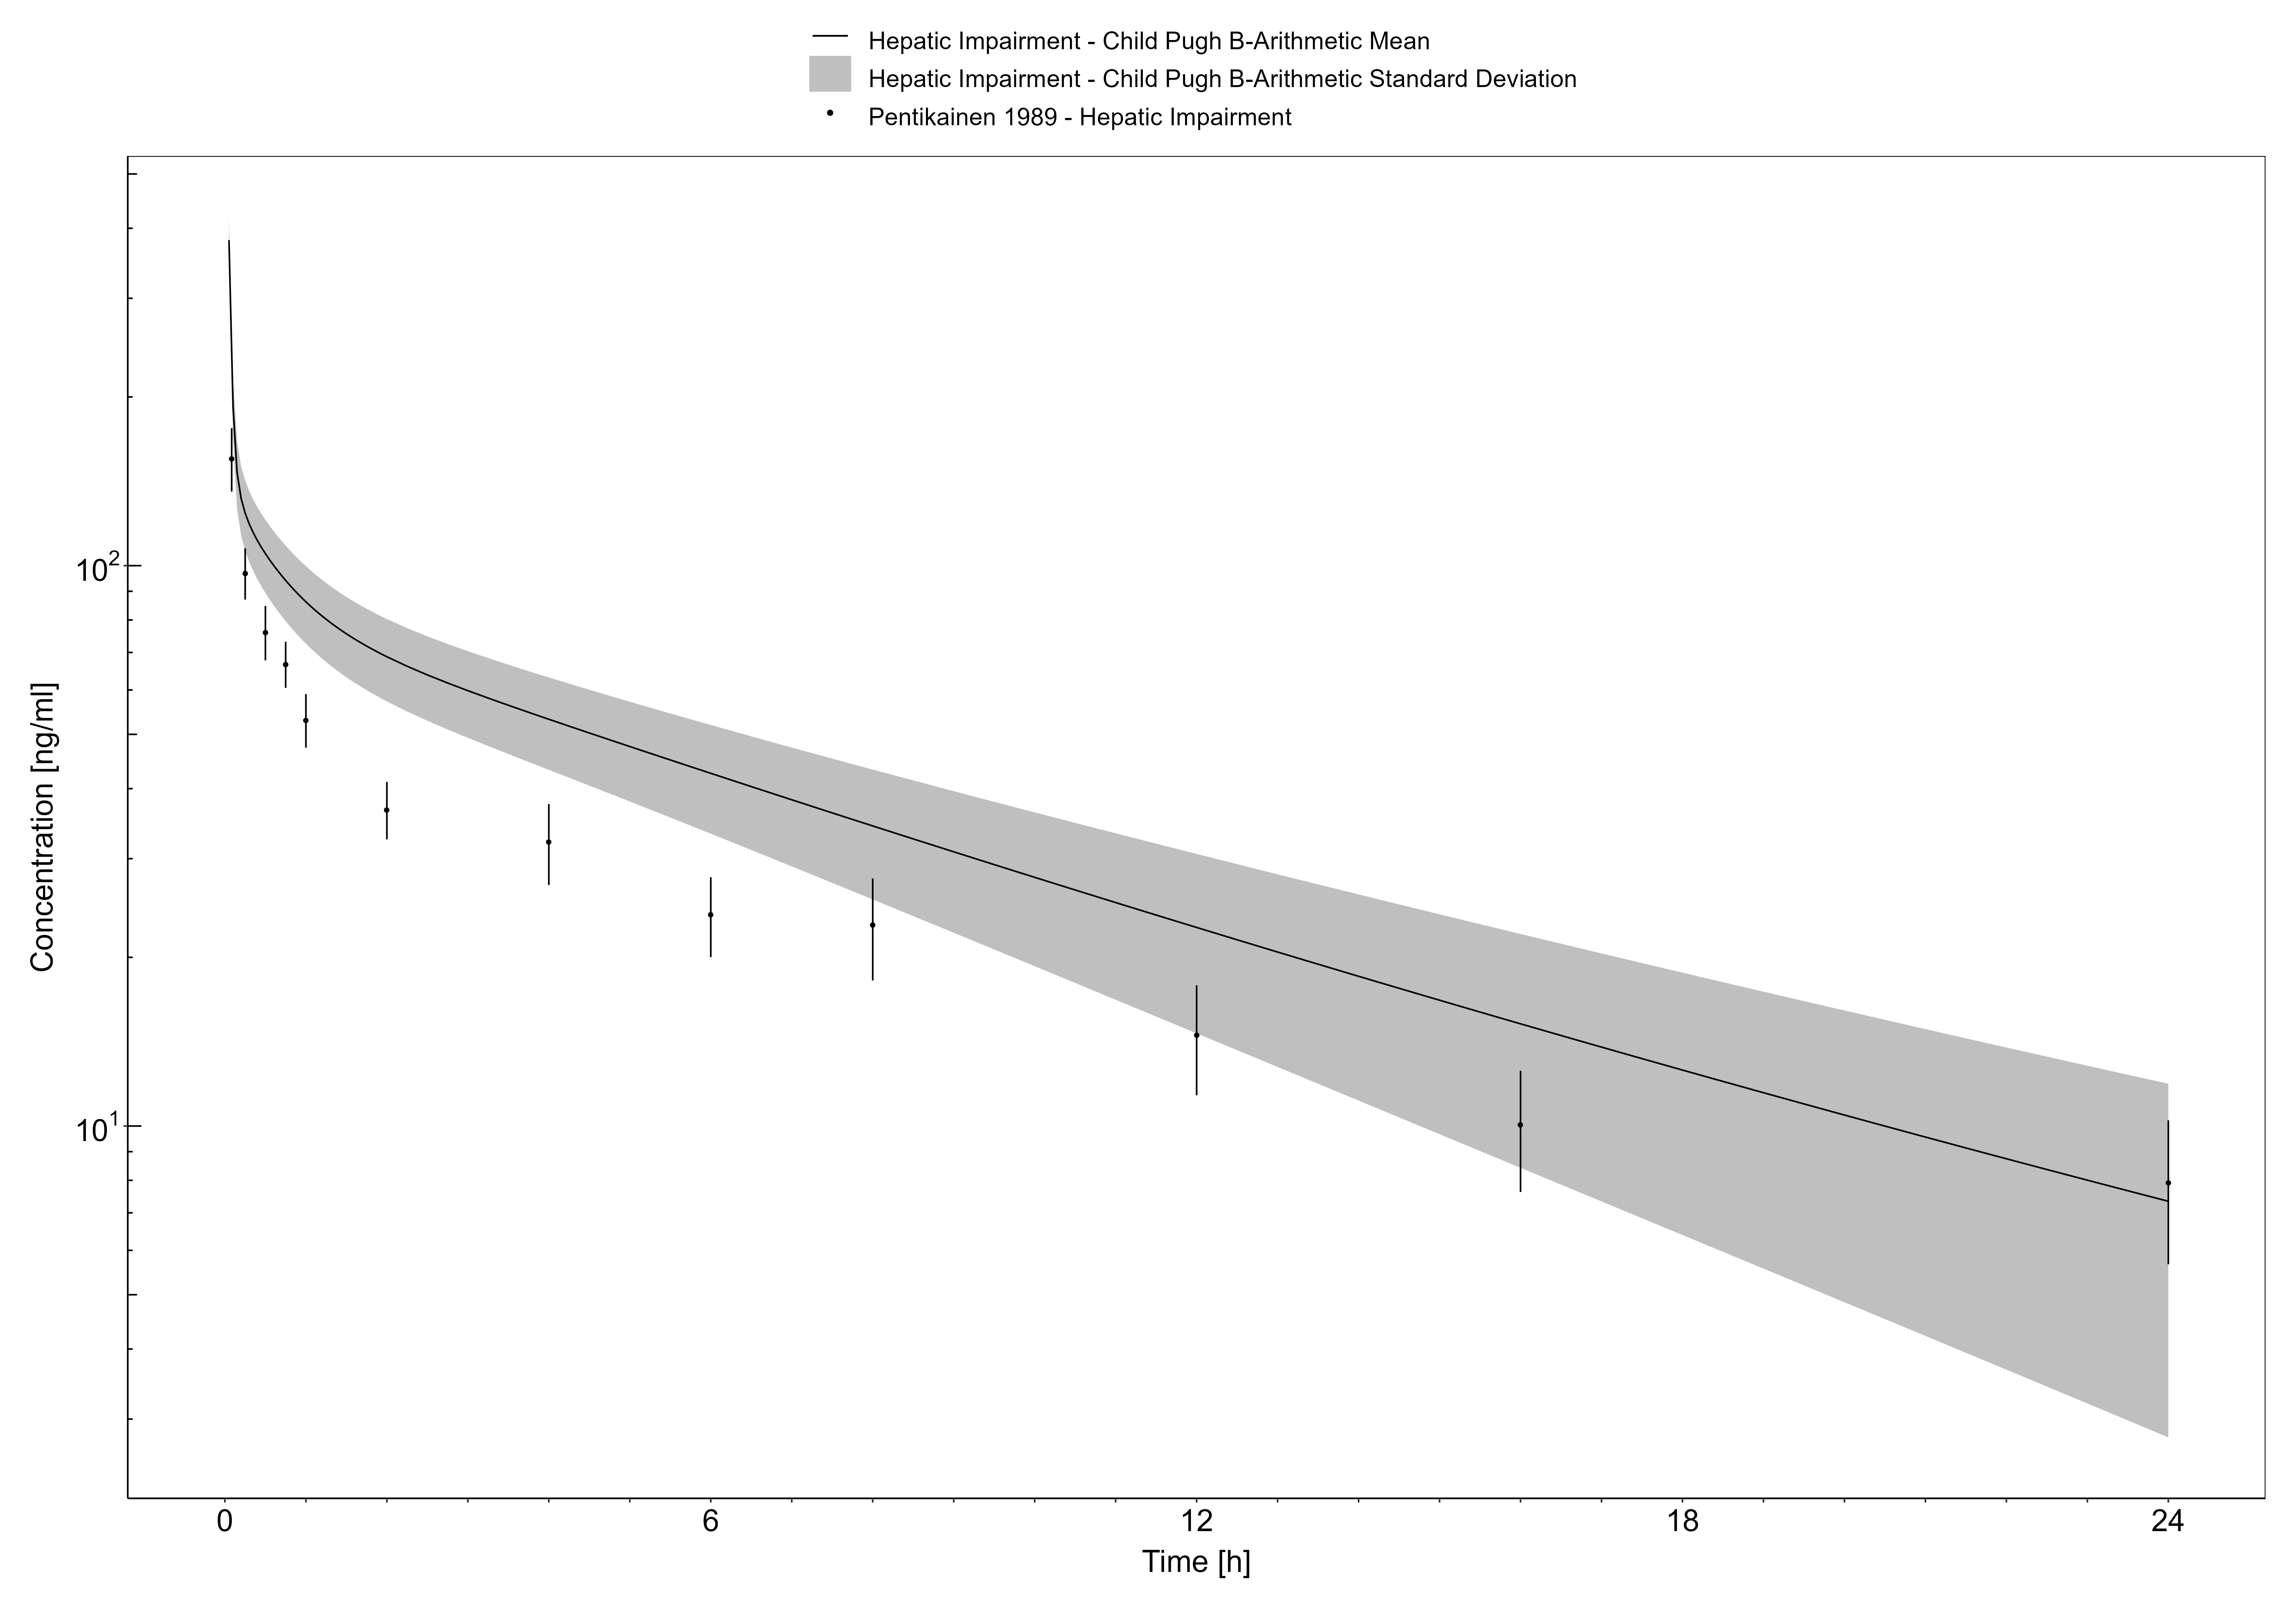 Hepatic Impairment - Child Pugh B-Arithmetic Mean
Hepatic Impairment - Child Pugh B-Arithmetic Standard Deviation
Pentikainen 1989 - Hepatic Impairment
10²
10¹
Concentration [ng/ml]
0 6 12 18 24
Time [h]